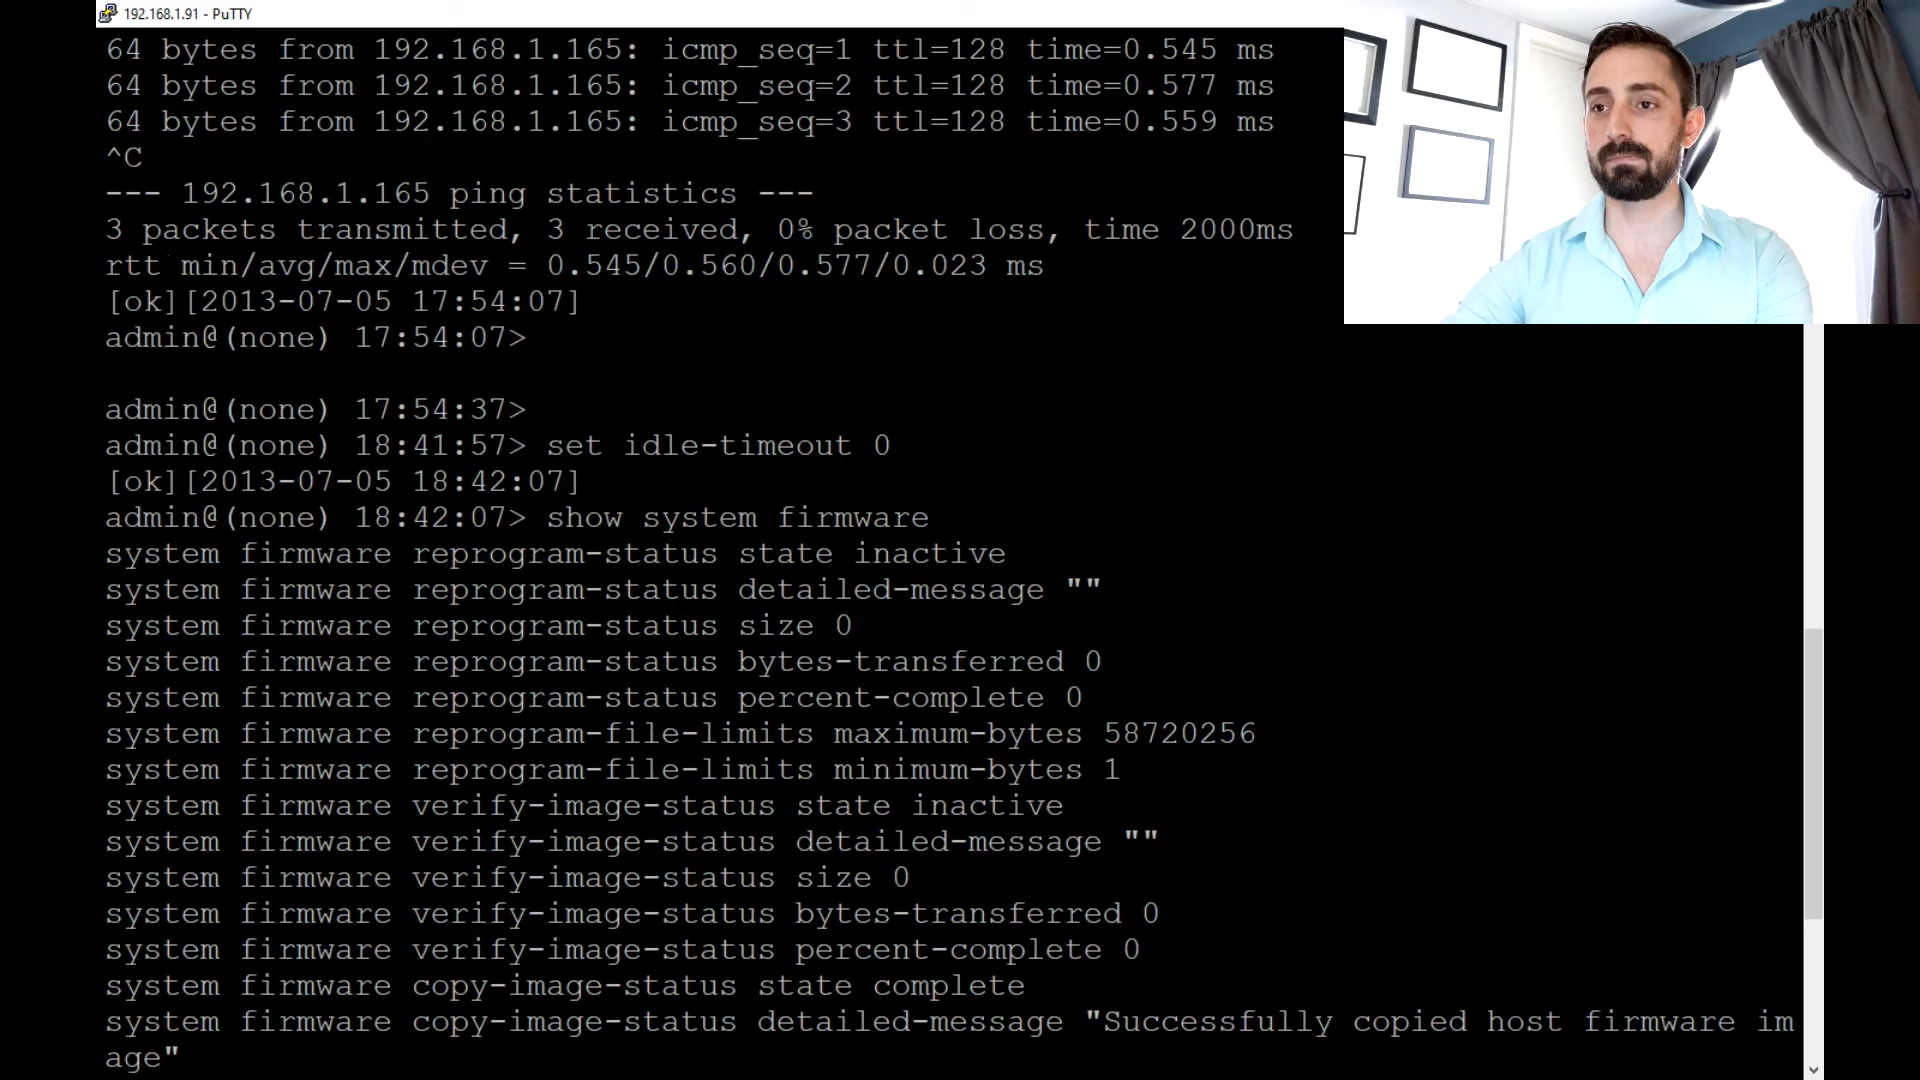 192.168.1.91 - PuTTY
64 bytes from 192.168.1.165: icmp_seq=1 ttl=128 time=0.545 ms
64 bytes from 192.168.1.165: icmp_seq=2 ttl=128 time=0.577 ms
64 bytes from 192.168.1.165: icmp_seq=3 ttl=128 time=0.559 ms
^C
--- 192.168.1.165 ping statistics ---
3 packets transmitted, 3 received, 0% packet loss, time 2000ms
rtt min/avg/max/mdev = 0.545/0.560/0.577/0.023 ms
[ok][2013-07-05 17:54:07]
admin@(none) 17:54:07>
admin@(none) 17:54:37>
admin@(none) 18:41:57> set idle-timeout 0
[ok][2013-07-05 18:42:07]
admin@(none) 18:42:07> show system firmware
system firmware reprogram-status state inactive
system firmware reprogram-status detailed-message ""
system firmware reprogram-status size 0
system firmware reprogram-status bytes-transferred 0
system firmware reprogram-status percent-complete 0
system firmware reprogram-file-limits maximum-bytes 58720256
system firmware reprogram-file-limits minimum-bytes 1
system firmware verify-image-status state inactive
system firmware verify-image-status detailed-message ""
system firmware verify-image-status size 0
system firmware verify-image-status bytes-transferred 0
system firmware verify-image-status percent-complete 0
system firmware copy-image-status state complete
system firmware copy-image-status detailed-message "Successfully copied host firmware im
age"